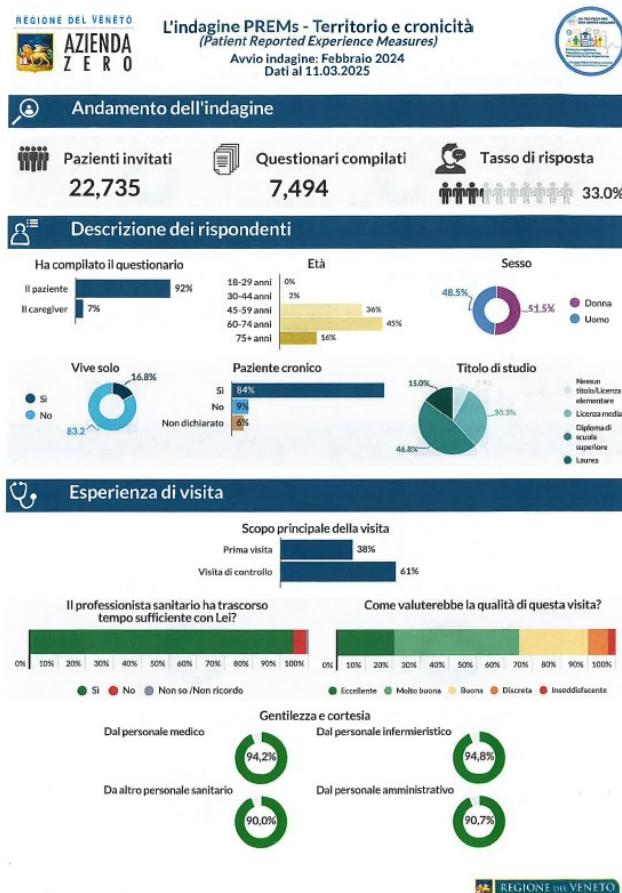 REGIONE DEL VENETO
AZIENDA
ZERO
L'indagine PREMs - Territorio e cronicità
(Patient Reported Experience Measures)
Avvio indagine: Febbraio 2024
Dati al 11.03.2025
Andamento dell'indagine
Pazienti invitati
22,735
Questionari compilati
7,494
Tasso di risposta
33.0%
Descrizione dei rispondenti
Ha compilato il questionario
Il paziente 92%
Il caregiver 7%
Età
18-29 anni 0%
30-44 anni 2%
45-59 anni 36%
60-74 anni 45%
75+ anni 16%
Sesso
48.5%
51.5%
Donna
Uomo
Vive solo
16.8%
Sì
No
83.2
Paziente cronico
Sì 84%
No 9%
Non dichiarato 6%
Titolo di studio
15.0%
30.3%
46.8%
Nessun
titolo/Licenza
elementare
Licenza media
Diploma di
scuola
superiore
Laurea
Esperienza di visita
Scopo principale della visita
Prima visita 38%
Visita di controllo 61%
Il professionista sanitario ha trascorso
tempo sufficiente con Lei?
0% 10% 20% 30% 40% 50% 60% 70% 80% 90% 100%
Sì No Non so /Non ricordo
Come valuterebbe la qualità di questa visita?
0% 10% 20% 30% 40% 50% 60% 70% 80% 90% 100%
Eccellente Molto buona Buona Discreta Insoddisfacente
Gentilezza e cortesia
Dal personale medico
94,2%
Dal personale infermieristico
94,8%
Da altro personale sanitario
90,0%
Dal personale amministrativo
90,7%
REGIONE DEL VENETO